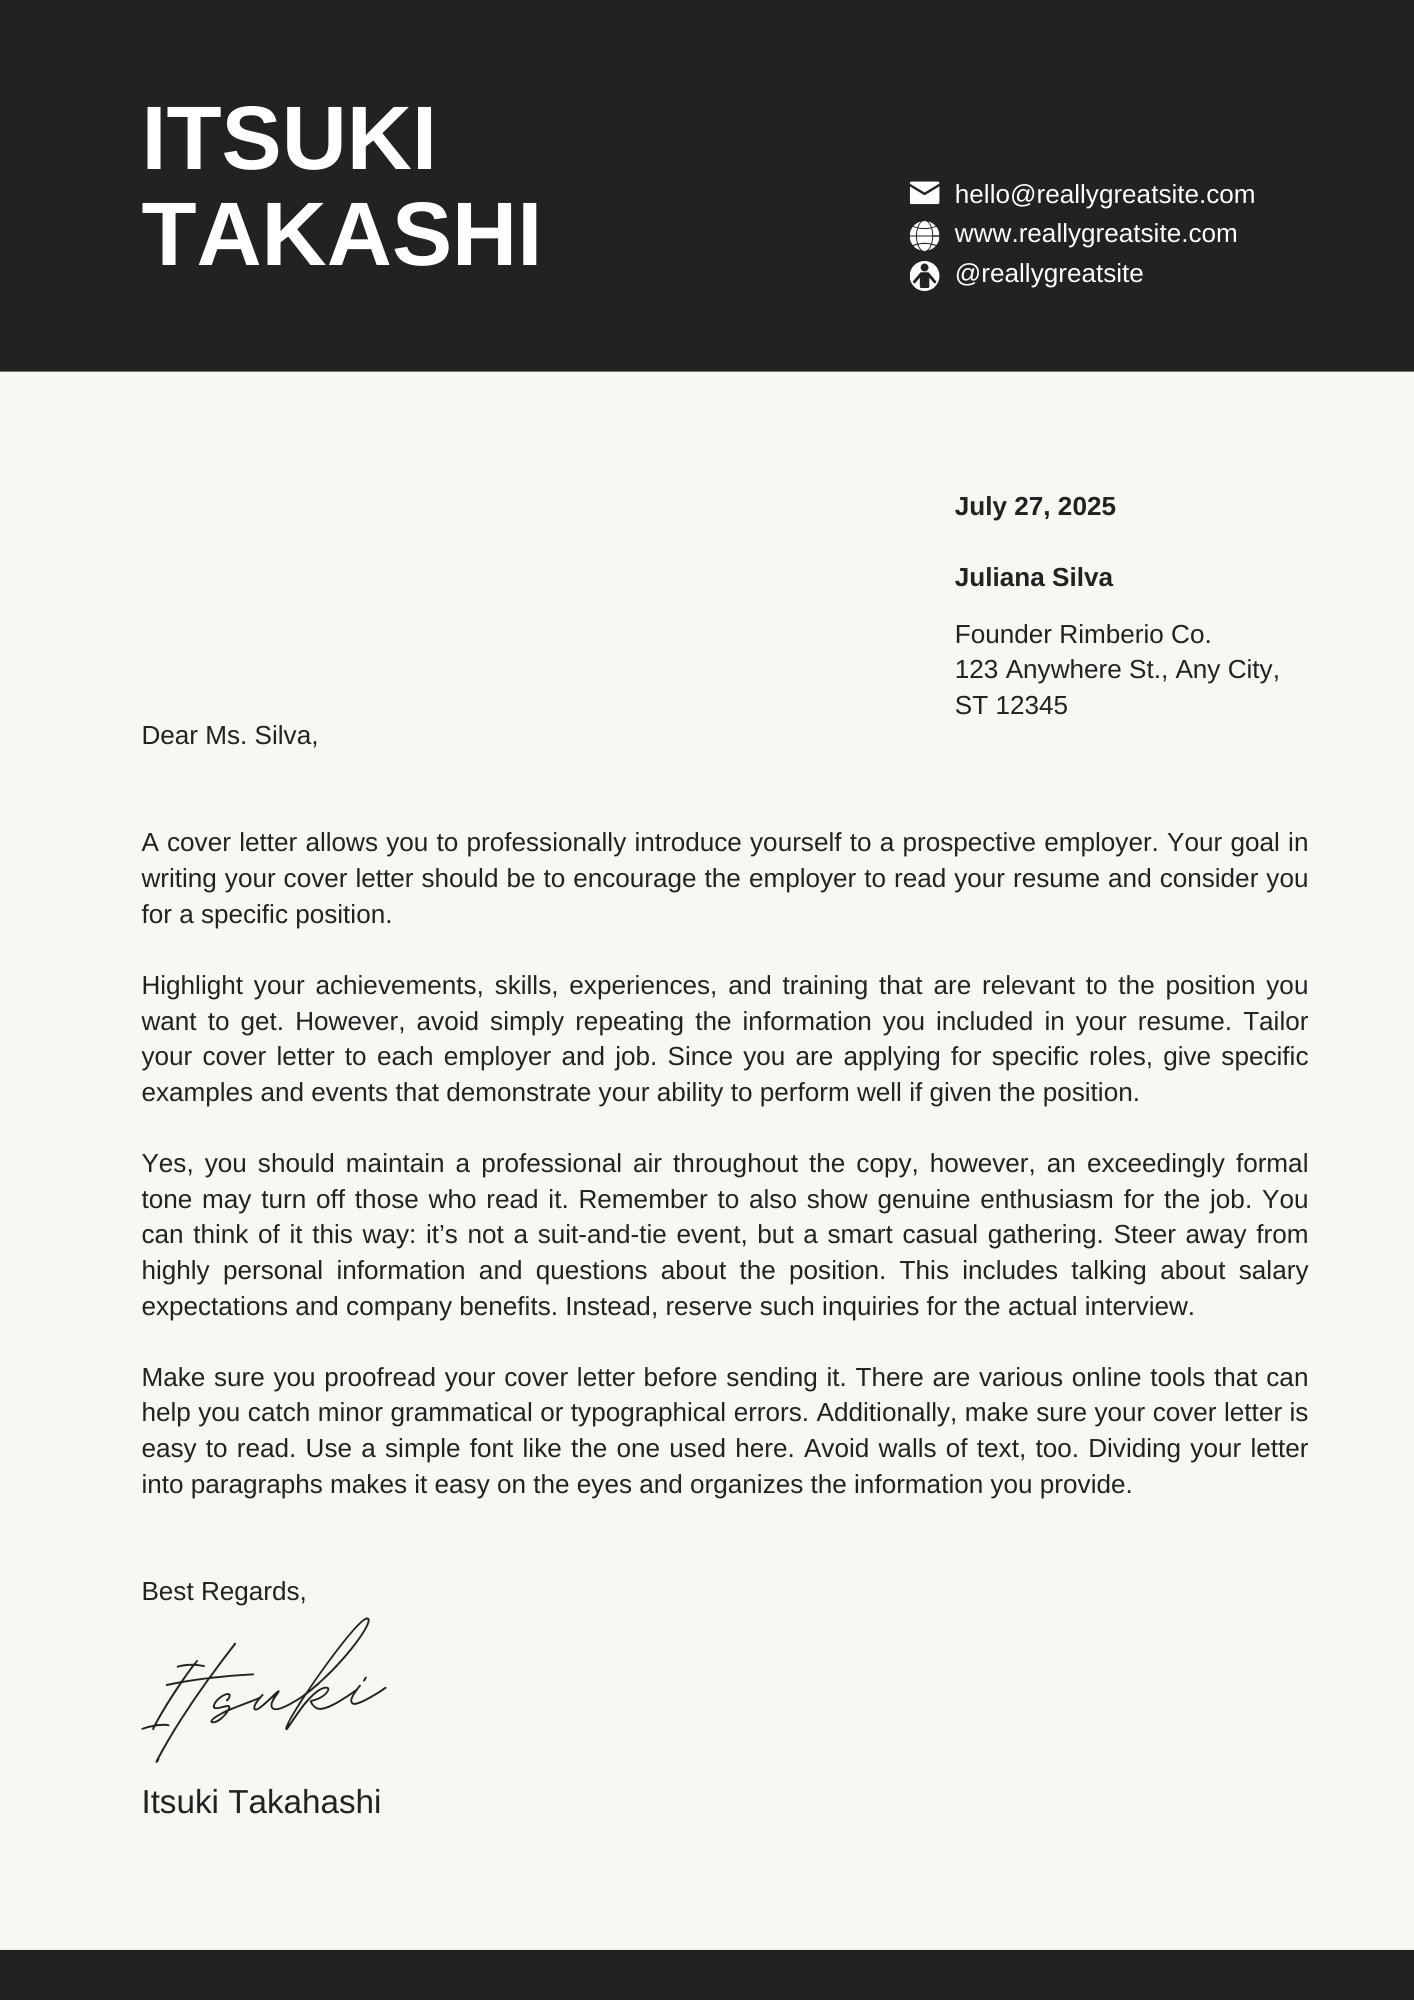 ITSUKI
TAKASHI
hello@reallygreatsite.com
www.reallygreatsite.com
@reallygreatsite
July 27, 2025
Juliana Silva
Founder Rimberio Co.
123 Anywhere St., Any City,
ST 12345
Dear Ms. Silva,
A cover letter allows you to professionally introduce yourself to a prospective employer. Your goal in
writing your cover letter should be to encourage the employer to read your resume and consider you
for a specific position.
Highlight your achievements, skills, experiences, and training that are relevant to the position you
want to get. However, avoid simply repeating the information you included in your resume. Tailor
your cover letter to each employer and job. Since you are applying for specific roles, give specific
examples and events that demonstrate your ability to perform well if given the position.
Yes, you should maintain a professional air throughout the copy, however, an exceedingly formal
tone may turn off those who read it. Remember to also show genuine enthusiasm for the job. You
can think of it this way: it’s not a suit-and-tie event, but a smart casual gathering. Steer away from
highly personal information and questions about the position. This includes talking about salary
expectations and company benefits. Instead, reserve such inquiries for the actual interview.
Make sure you proofread your cover letter before sending it. There are various online tools that can
help you catch minor grammatical or typographical errors. Additionally, make sure your cover letter is
easy to read. Use a simple font like the one used here. Avoid walls of text, too. Dividing your letter
into paragraphs makes it easy on the eyes and organizes the information you provide.
Best Regards,
Itsuki
Itsuki Takahashi